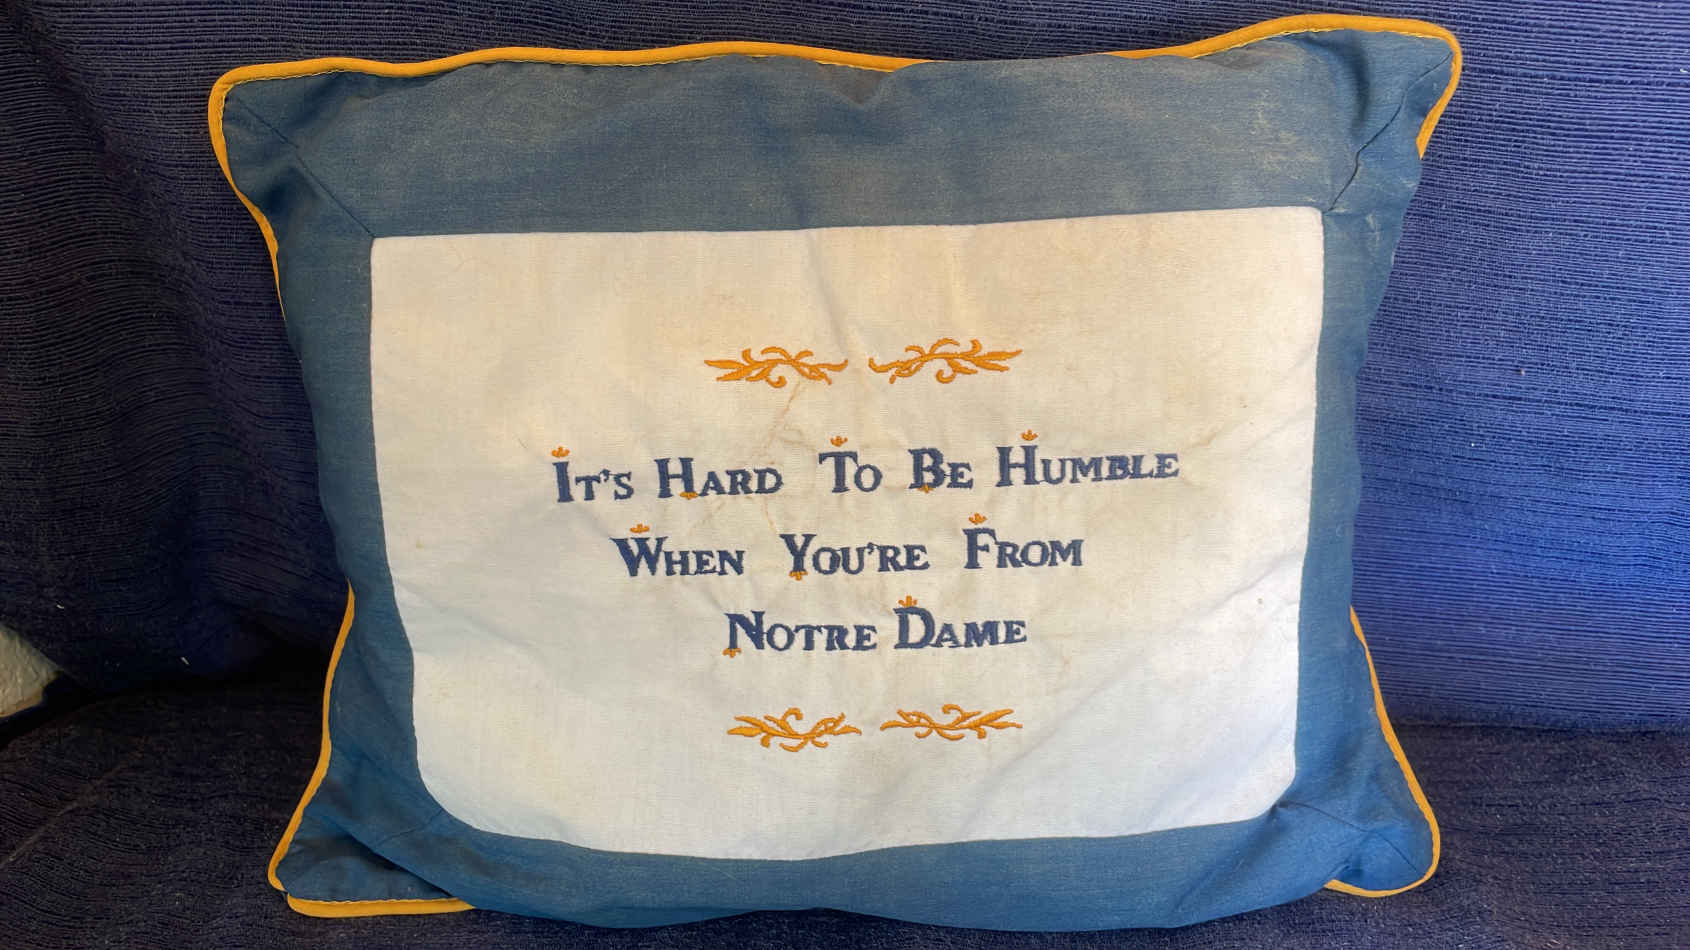 It's Hard To Be Humble
When You're From
Notre Dame